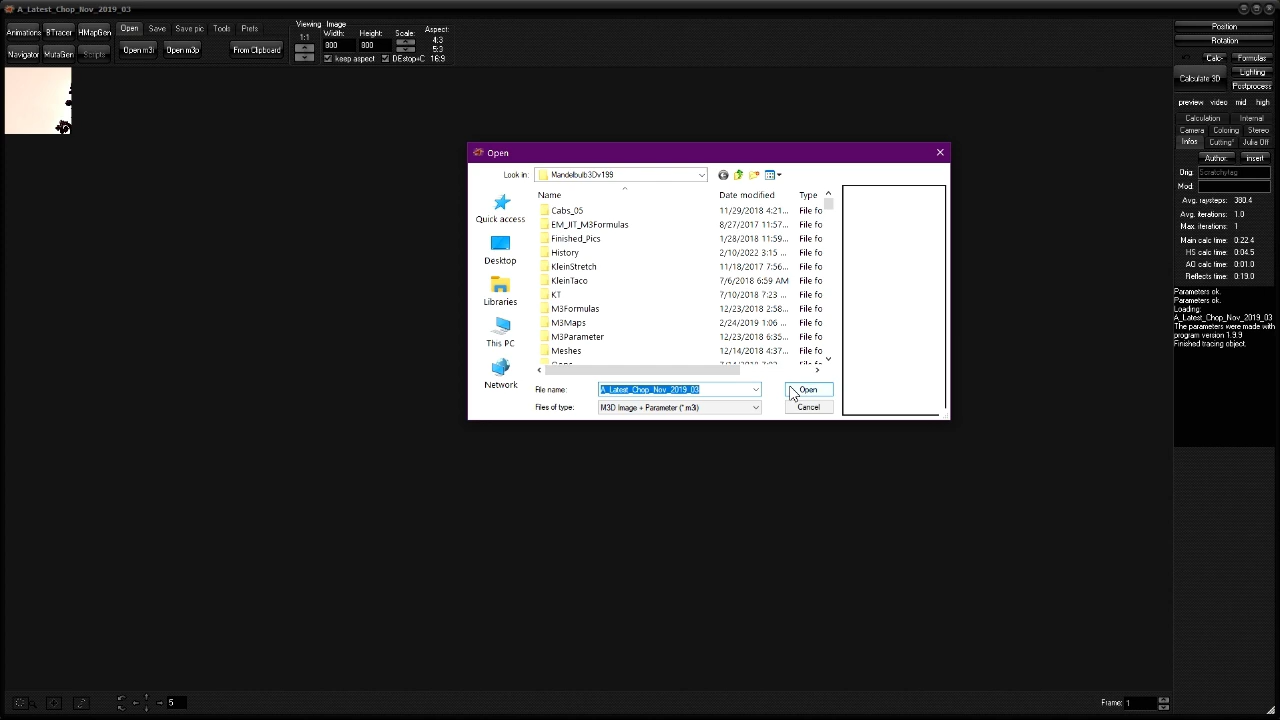 A_Latest_Chop_Nov_2019_03
Animations BTracer HMapGen
Navigator MutaGen Scripts
Open Save Save pic Tools Prefs
Open m3i Open m3p From Clipboard
Viewing Image
1:1 Width: Height: Scale: Aspect:
800 800 4:3
5:3
keep aspect DEstop+C 16:9
Open
Look in: Mandelbulb3Dv199
Name Date modified Type
Cabs_05 11/29/2018 4:21... File fo
EM_JIT_M3Formulas 8/27/2017 11:57... File fo
Finished_Pics 1/28/2018 11:59... File fo
History 2/10/2022 3:15 ... File fo
KleinStretch 11/18/2017 7:56... File fo
KleinTaco 7/6/2018 6:59 AM File fo
KT 7/10/2018 7:23 ... File fo
M3Formulas 12/23/2018 2:58... File fo
M3Maps 2/24/2019 1:06 ... File fo
M3Parameter 12/23/2018 6:35... File fo
Meshes 12/14/2018 4:37... File fo
Quick access
Desktop
Libraries
This PC
Network
File name: A_Latest_Chop_Nov_2019_03 Open
Files of type: M3D Image + Parameter (*.m3i) Cancel
Position
Rotation
Calc- Formulas
Calculate 3D Lighting
Postprocess
preview video mid high
Calculation Internal
Camera Coloring Stereo
Infos Cutting* Julia Off
Author: insert
Orig: Scratchytag
Mod:
Avg. raysteps: 380.4
Avg. iterations: 1.0
Max. iterations: 1
Main calc time: 0:22.4
HS calc time: 0:04.5
AO calc time: 0:01.0
Reflects time: 0:19.0
Parameters ok.
Parameters ok.
Loading:
A_Latest_Chop_Nov_2019_03
The parameters were made with
program version 1.9.9
Finished tracing object.
5
Frame: 1